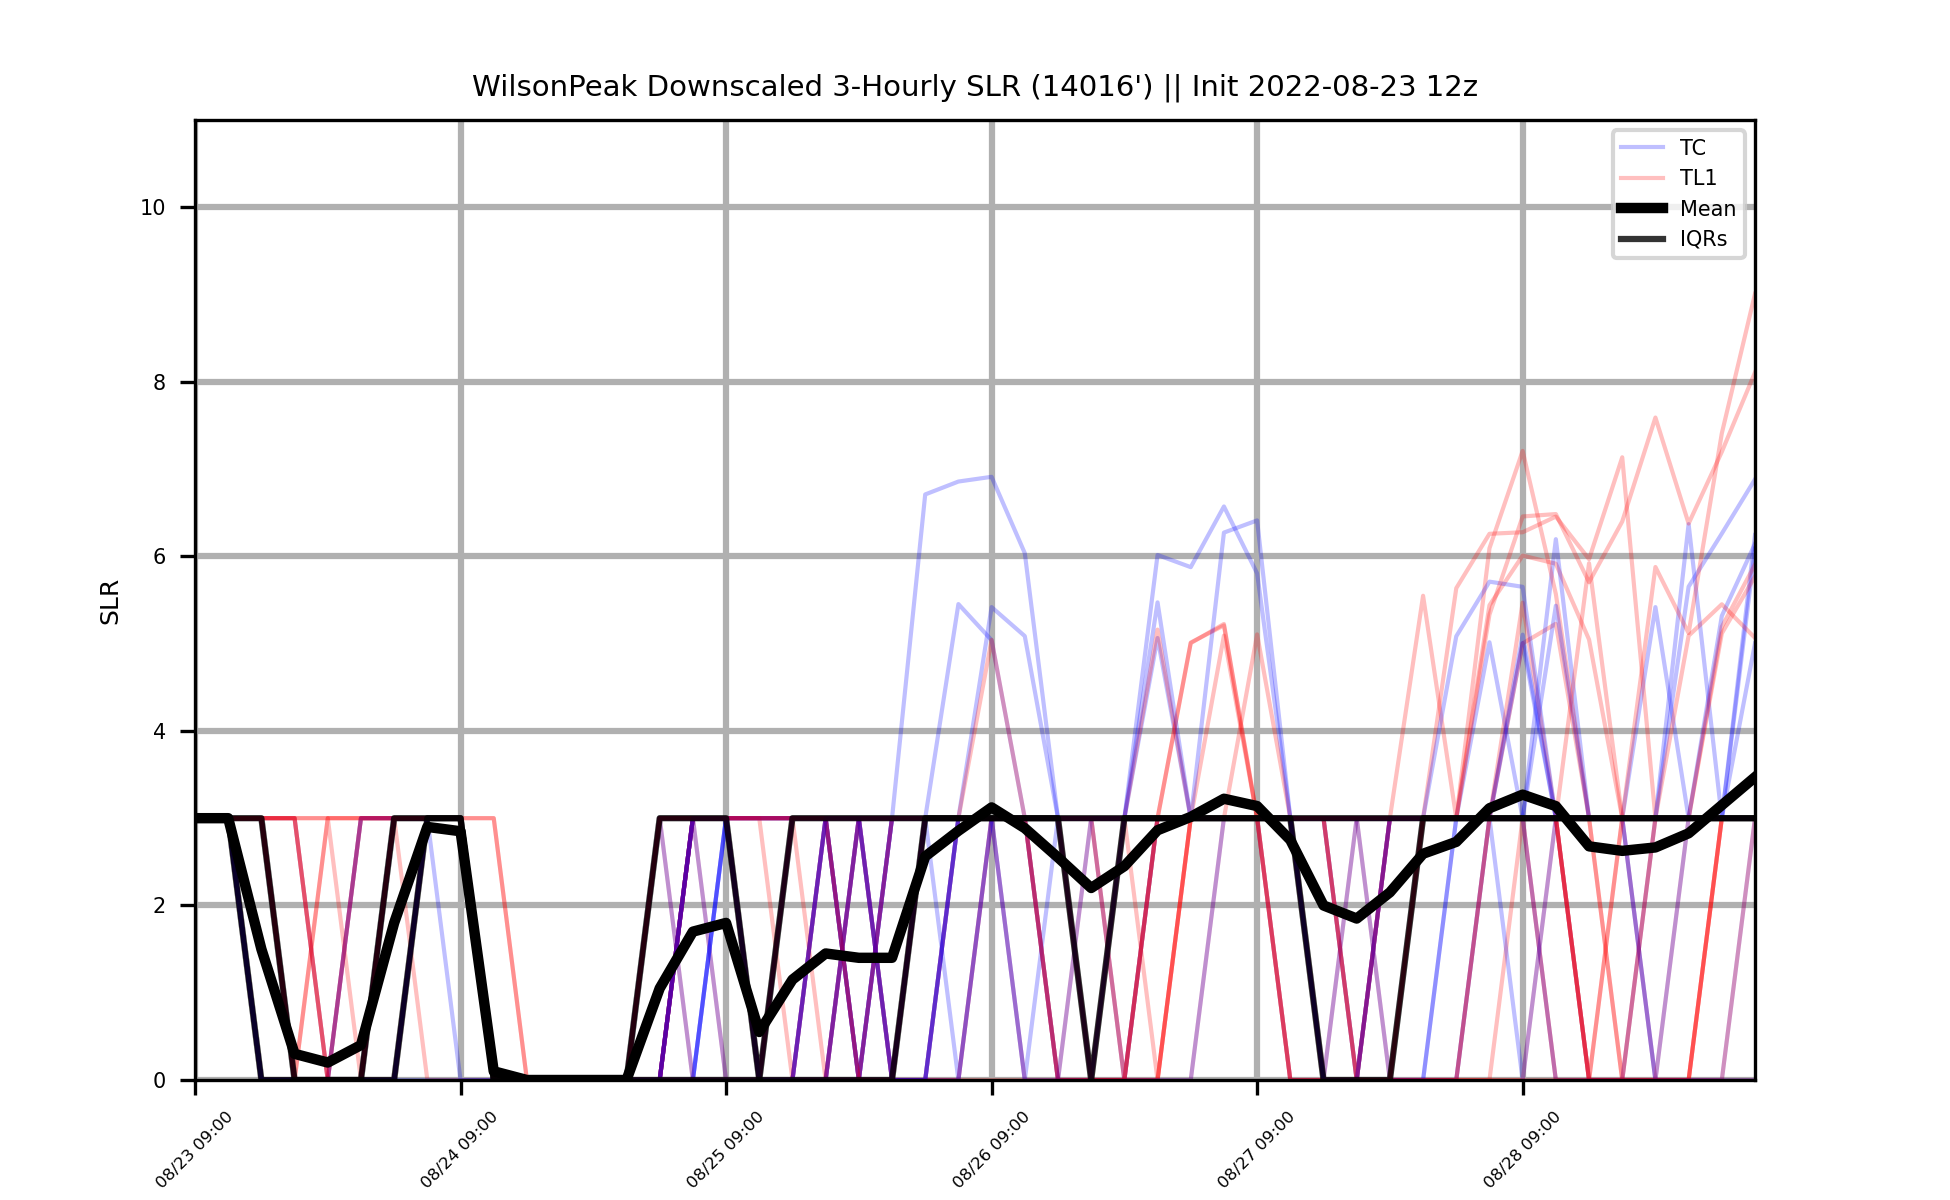 WilsonPeak Downscaled 3-Hourly SLR (14016') || Init 2022-08-23 12z
TC
TL1
Mean
IQRs
10
8
6
4
2
0
SLR
08/23 09:00
08/24 09:00
08/25 09:00
08/26 09:00
08/27 09:00
08/28 09:00